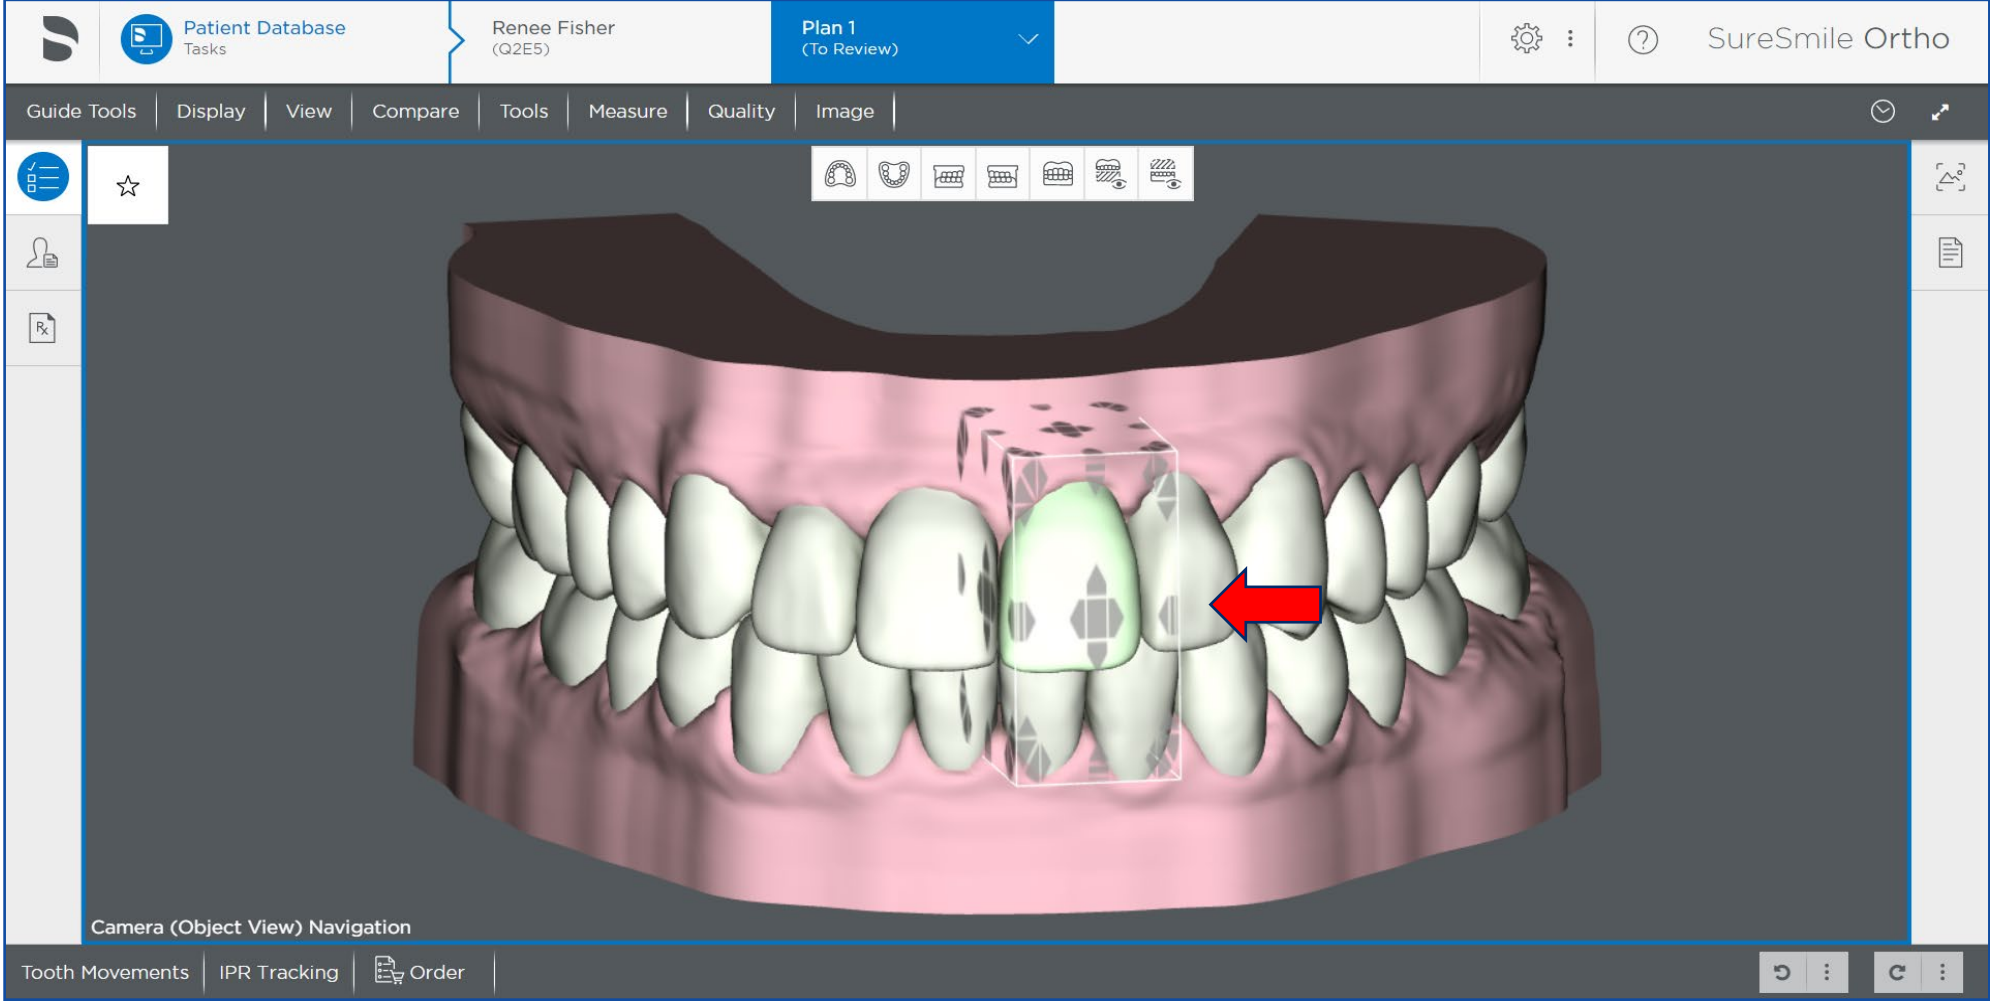 Patient Database
Tasks
Renee Fisher
(Q2E5)
Plan 1
(To Review)
SureSmile Ortho
Guide Tools
Display
View
Compare
Tools
Measure
Quality
Image
Rx
Camera (Object View) Navigation
Tooth Movements
IPR Tracking
Order